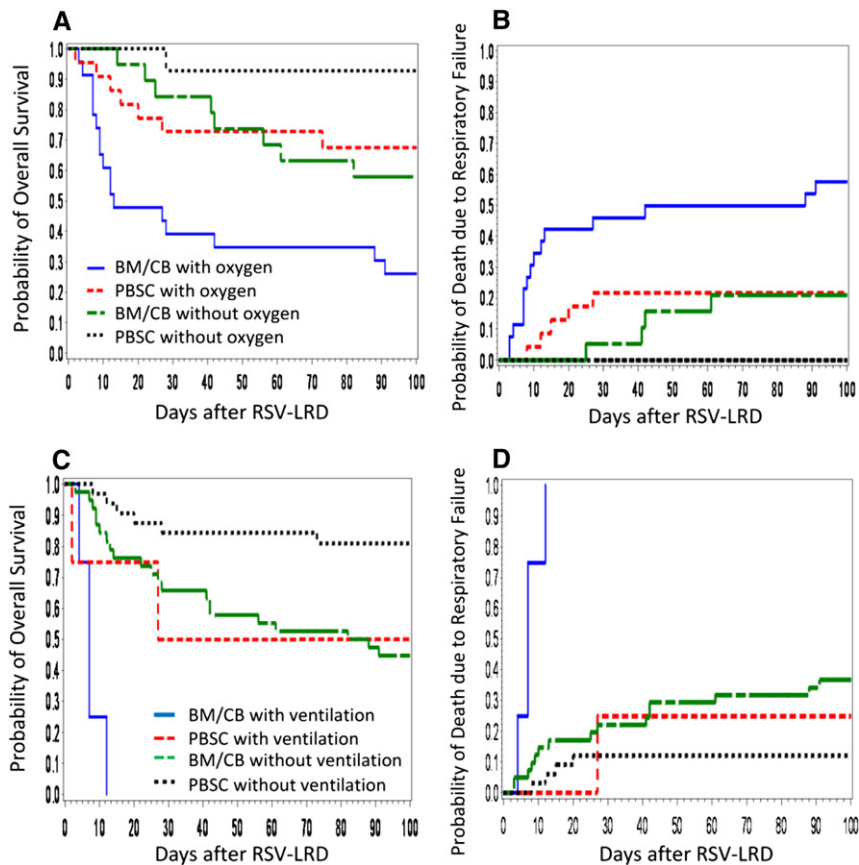 A
Probability of Overall Survival
1.0
0.9
0.8
0.7
0.6
0.5
0.4
0.3
0.2
0.1
0.0
BM/CB with oxygen
PBSC with oxygen
BM/CB without oxygen
PBSC without oxygen
0 10 20 30 40 50 60 70 80 90 100
Days after RSV-LRD
B
Probability of Death due to Respiratory Failure
1.0
0.9
0.8
0.7
0.6
0.5
0.4
0.3
0.2
0.1
0.0
0 10 20 30 40 50 60 70 80 90 100
Days after RSV-LRD
C
Probability of Overall Survival
1.0
0.9
0.8
0.7
0.6
0.5
0.4
0.3
0.2
0.1
0.0
BM/CB with ventilation
PBSC with ventilation
BM/CB without ventilation
PBSC without ventilation
0 10 20 30 40 50 60 70 80 90 100
Days after RSV-LRD
D
Probability of Death due to Respiratory Failure
1.0
0.9
0.8
0.7
0.6
0.5
0.4
0.3
0.2
0.1
0.0
0 10 20 30 40 50 60 70 80 90 100
Days after RSV-LRD